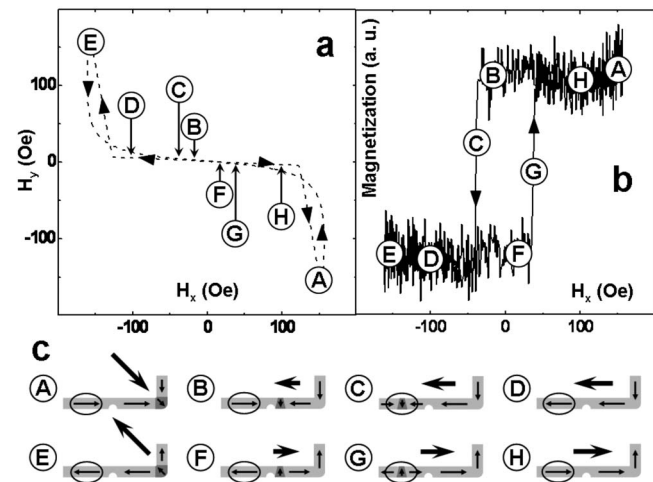 a
E
D
C
B
F
G
H
A
100
0
-100
H_y (Oe)
H_x (Oe)
-100 0 100
Magnetization (a. u.)
b
B
H
A
C
G
E
D
F
H_x (Oe)
-100 0 100
c
A B C D
E F G H